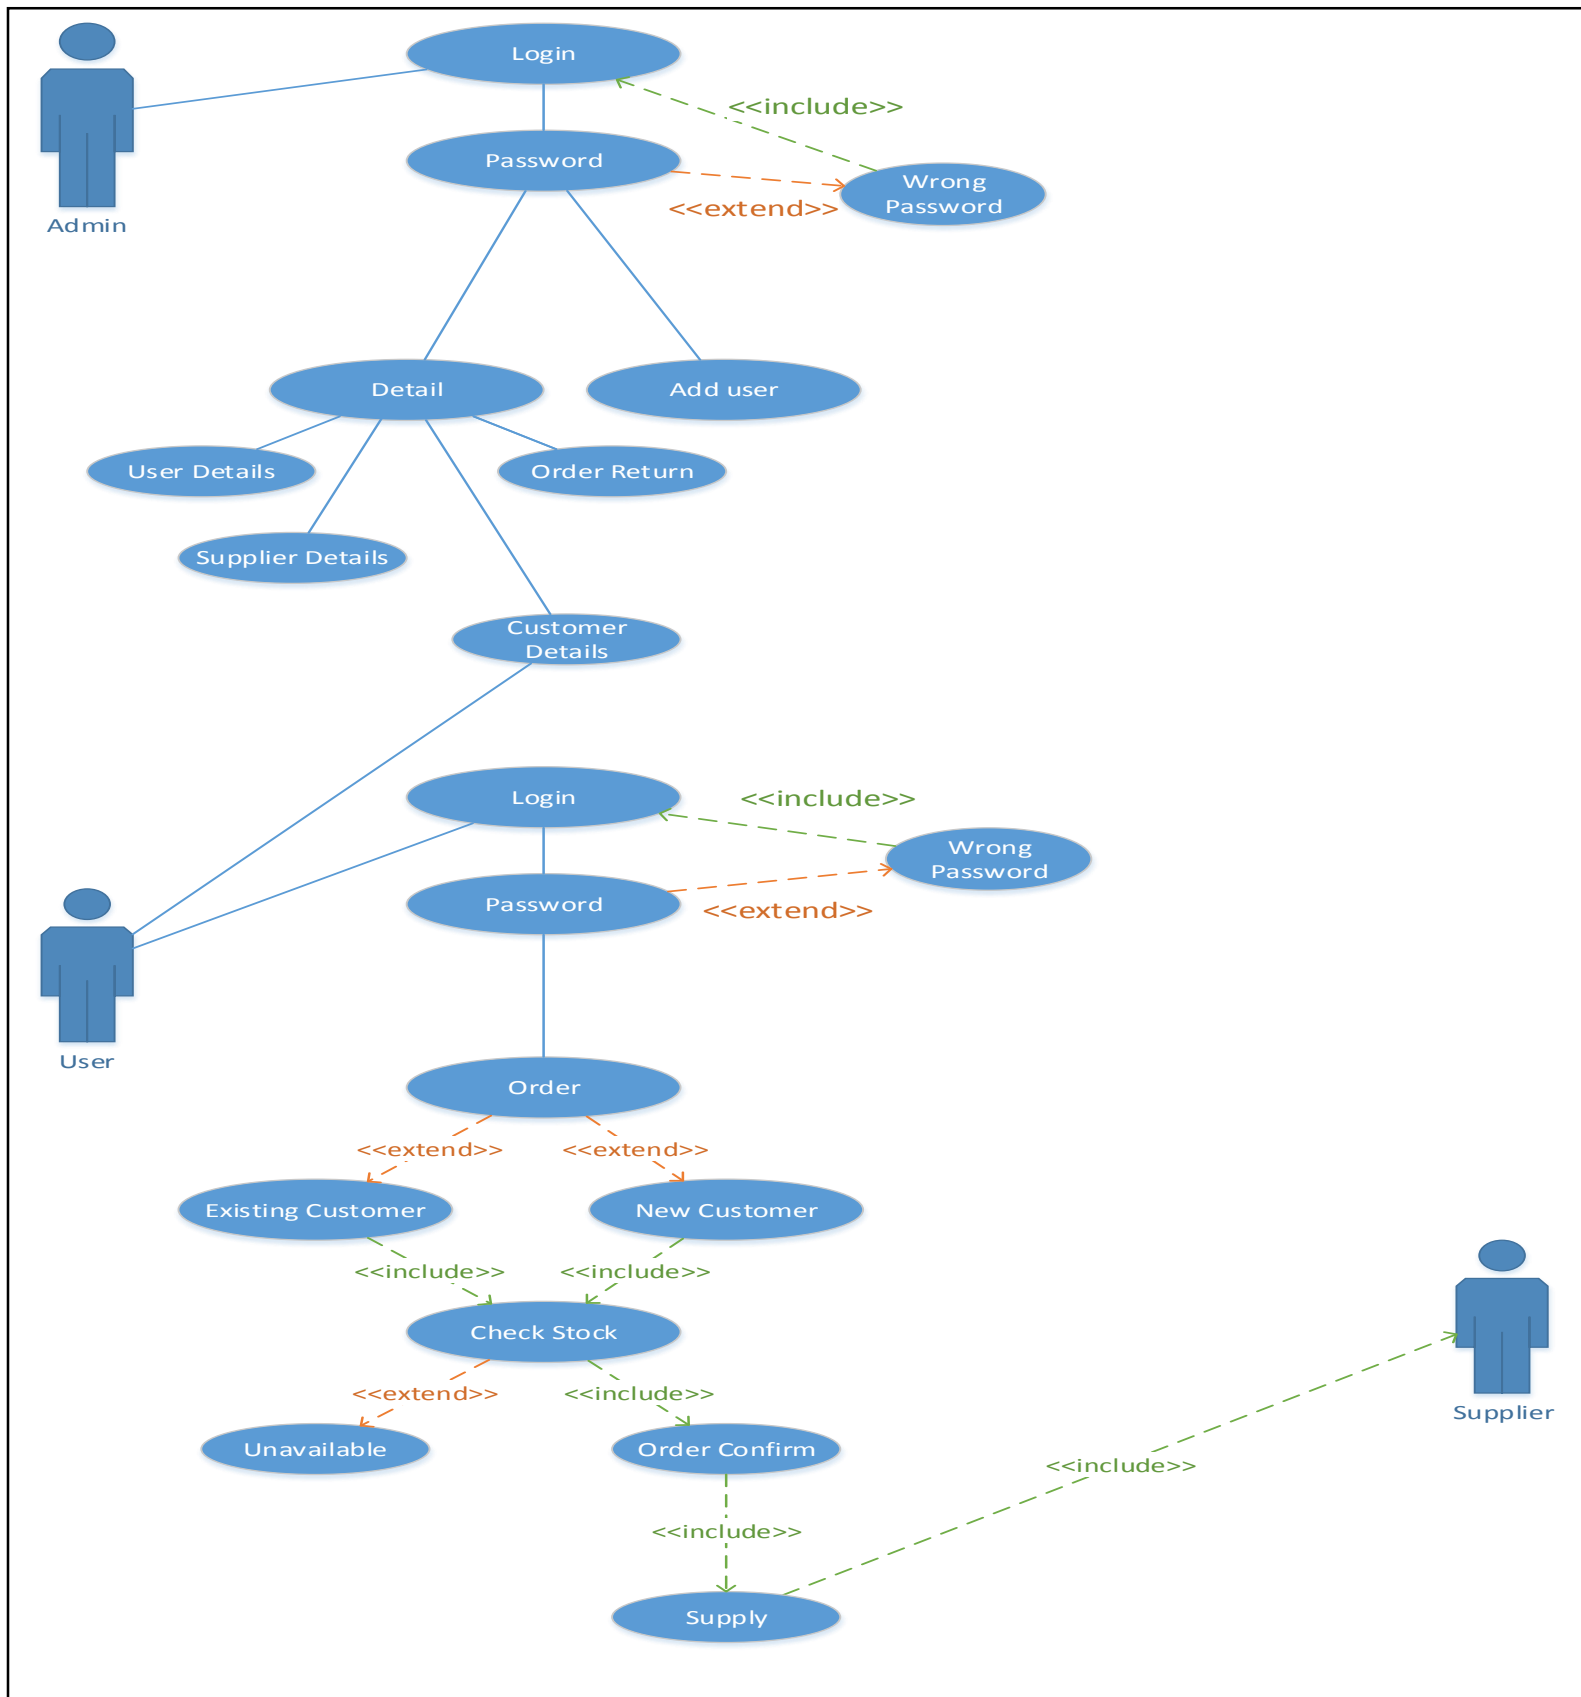 Login
<<include>>
Password
Wrong
Password
<<extend>>
Admin
Detail
Add user
User Details
Order Return
Supplier Details
Customer
Details
Login
<<include>>
Wrong
Password
Password
<<extend>>
User
Order
<<extend>>
<<extend>>
Existing Customer
New Customer
<<include>>
<<include>>
Check Stock
<<extend>>
<<include>>
Supplier
Unavailable
Order Confirm
<<include>>
<<include>>
Supply